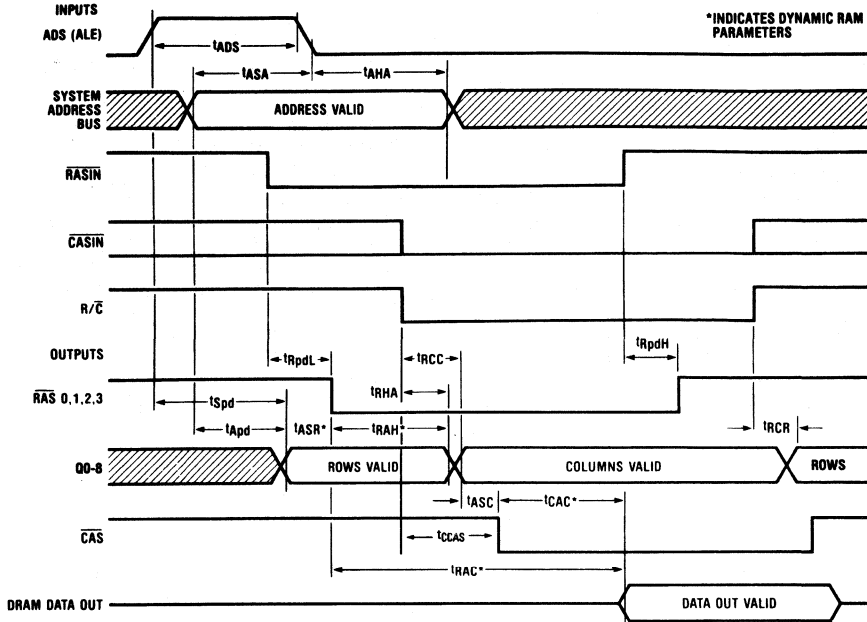 INPUTS
ADS (ALE)
*INDICATES DYNAMIC RAM
PARAMETERS
tADS
tASA
tAHA
SYSTEM
ADDRESS
BUS
ADDRESS VALID
RASIN
CASIN
R/C
OUTPUTS
tRpdL
tRCC
tRpdH
RAS 0,1,2,3
tRHA
tSpd
tApd
tASR*
tRAH*
tRCR
Q0-8
ROWS VALID
COLUMNS VALID
ROWS
tASC
tCAC*
CAS
tCCAS
tRAC*
DRAM DATA OUT
DATA OUT VALID